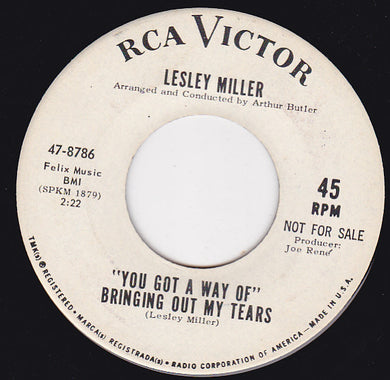 RCA VICTOR
LESLEY MILLER
Arranged and Conducted by Arthur Butler
47-8786
Felix Music
BMI
(SPKM 1879)
2:22
45
RPM
NOT FOR SALE
Producer:
Joe René
"YOU GOT A WAY OF"
BRINGING OUT MY TEARS
(Lesley Miller)
TMK(s) ® REGISTERED • MARCA(s) REGISTRADA(s) • RADIO CORPORATION OF AMERICA — MADE IN U.S.A.